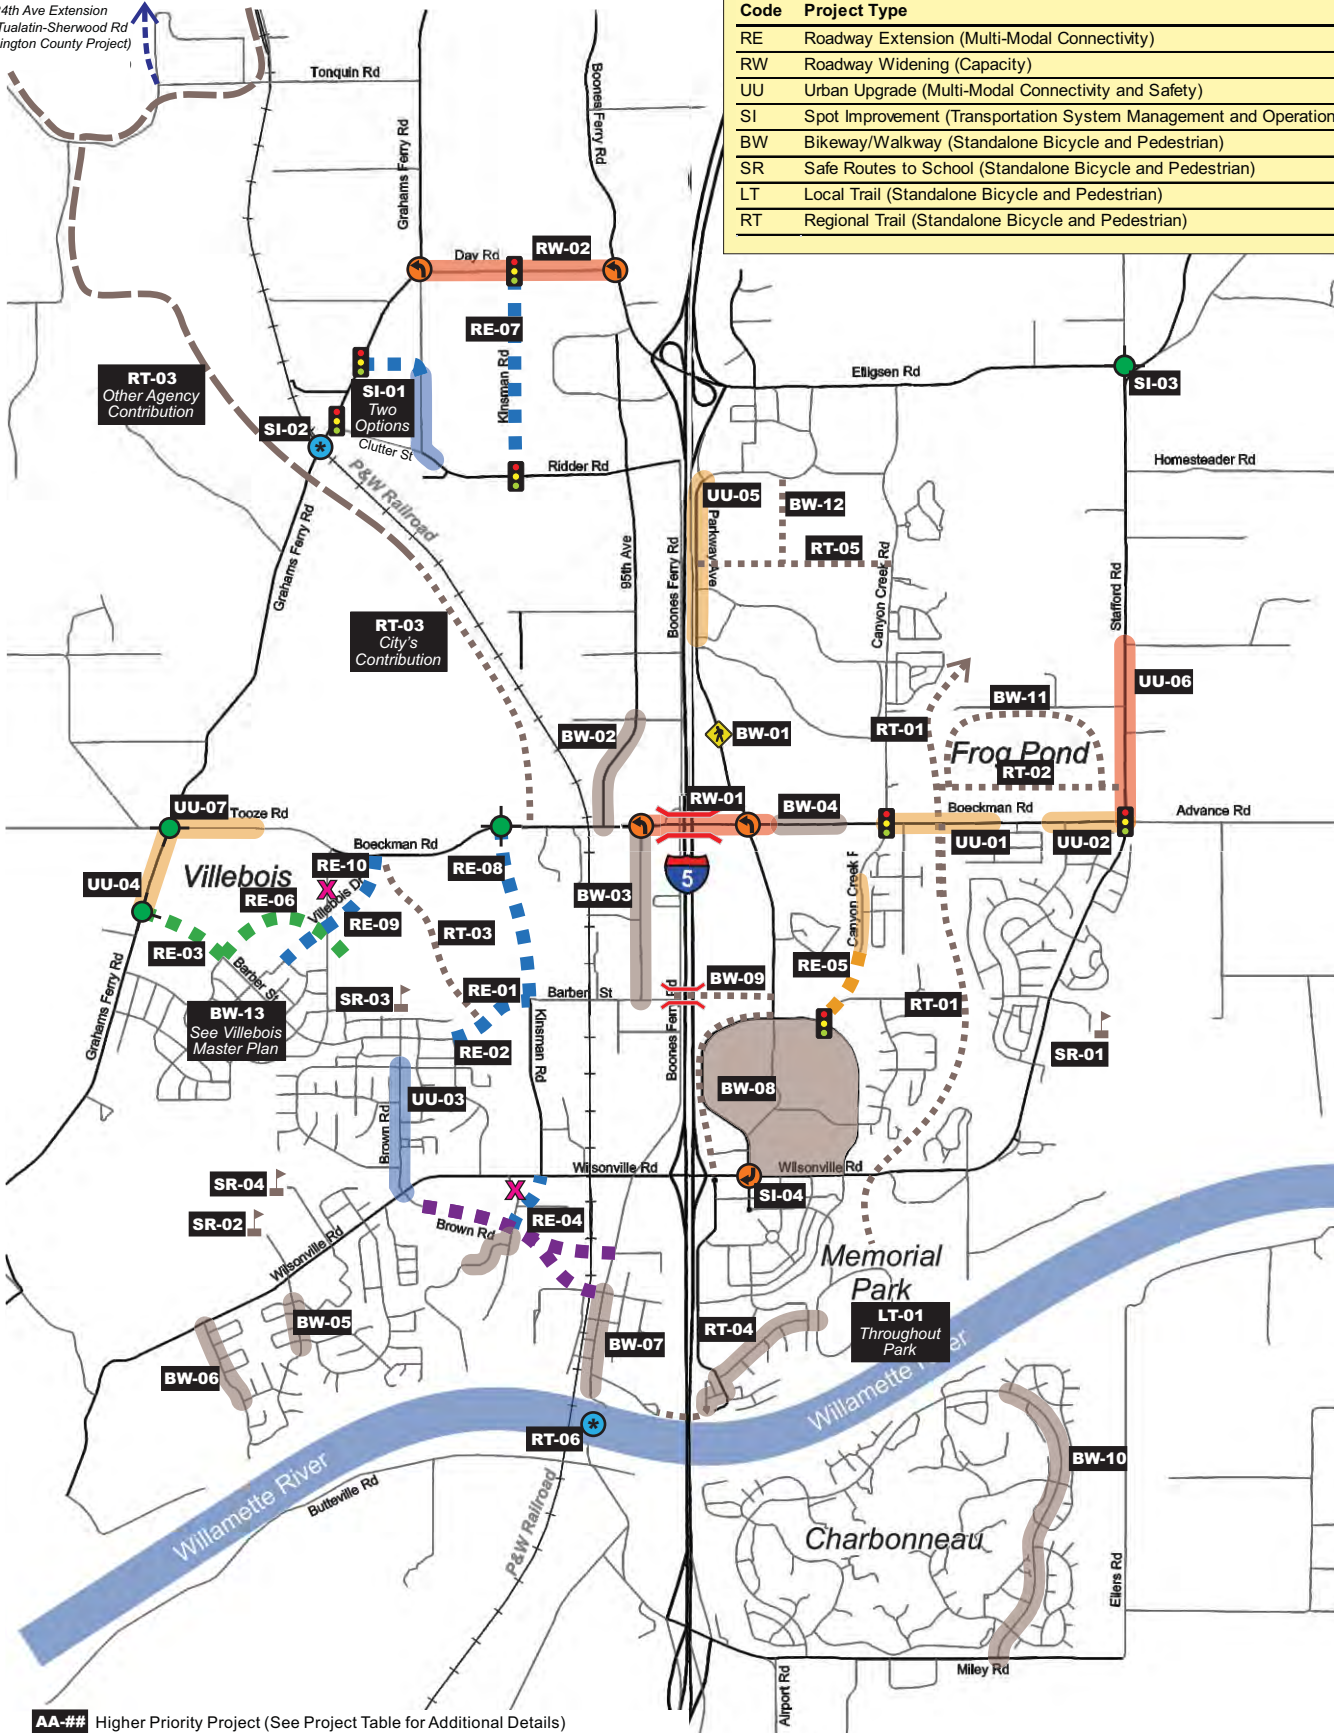 4th Ave Extension
Tualatin-Sherwood Rd
ington County Project)
Code Project Type
RE Roadway Extension (Multi-Modal Connectivity)
RW Roadway Widening (Capacity)
UU Urban Upgrade (Multi-Modal Connectivity and Safety)
SI Spot Improvement (Transportation System Management and Operation
BW Bikeway/Walkway (Standalone Bicycle and Pedestrian)
SR Safe Routes to School (Standalone Bicycle and Pedestrian)
LT Local Trail (Standalone Bicycle and Pedestrian)
RT Regional Trail (Standalone Bicycle and Pedestrian)
Tonquin Rd
Boones Ferry Rd
Grahams Ferry Rd
Day Rd
RW-02
RE-07
Kinsman Rd
RT-03
Other Agency
Contribution
SI-01
Two
Options
SI-02
Clutter St
Elligsen Rd
SI-03
Ridder Rd
Homesteader Rd
P&W Railroad
UU-05
BW-12
RT-05
Parkway Ave
Grahams Ferry Rd
95th Ave
Boones Ferry Rd
Canyon Creek Rd
Stafford Rd
RT-03
City's
Contribution
UU-06
BW-11
BW-02
BW-01
RT-01
Frog Pond
RT-02
UU-07
Tooze Rd
RW-01
BW-04
Boeckman Rd
Advance Rd
Boeckman Rd
UU-01
UU-02
RE-10
RE-08
5
UU-04
Villebois
Villebois Dr
RE-06
BW-03
Canyon Creek R
RE-09
RT-03
RE-03
Barber St
RE-05
BW-09
Grahams Ferry Rd
SR-03
RE-01
Barber St
RT-01
BW-13
See Villebois
Master Plan
RE-02
Kinsman Rd
Boones Ferry Rd
SR-01
BW-08
UU-03
Brown Rd
Wilsonville Rd
Wilsonville Rd
SR-04
SI-04
SR-02
RE-04
Brown Rd
Wilsonville Rd
Memorial
Park
LT-01
Throughout
Park
BW-05
BW-07
RT-04
BW-06
Willamette River
RT-06
BW-10
Willamette River
Butteville Rd
P&W Railroad
Charbonneau
Eilers Rd
Miley Rd
Airport Rd
AA-## Higher Priority Project (See Project Table for Additional Details)